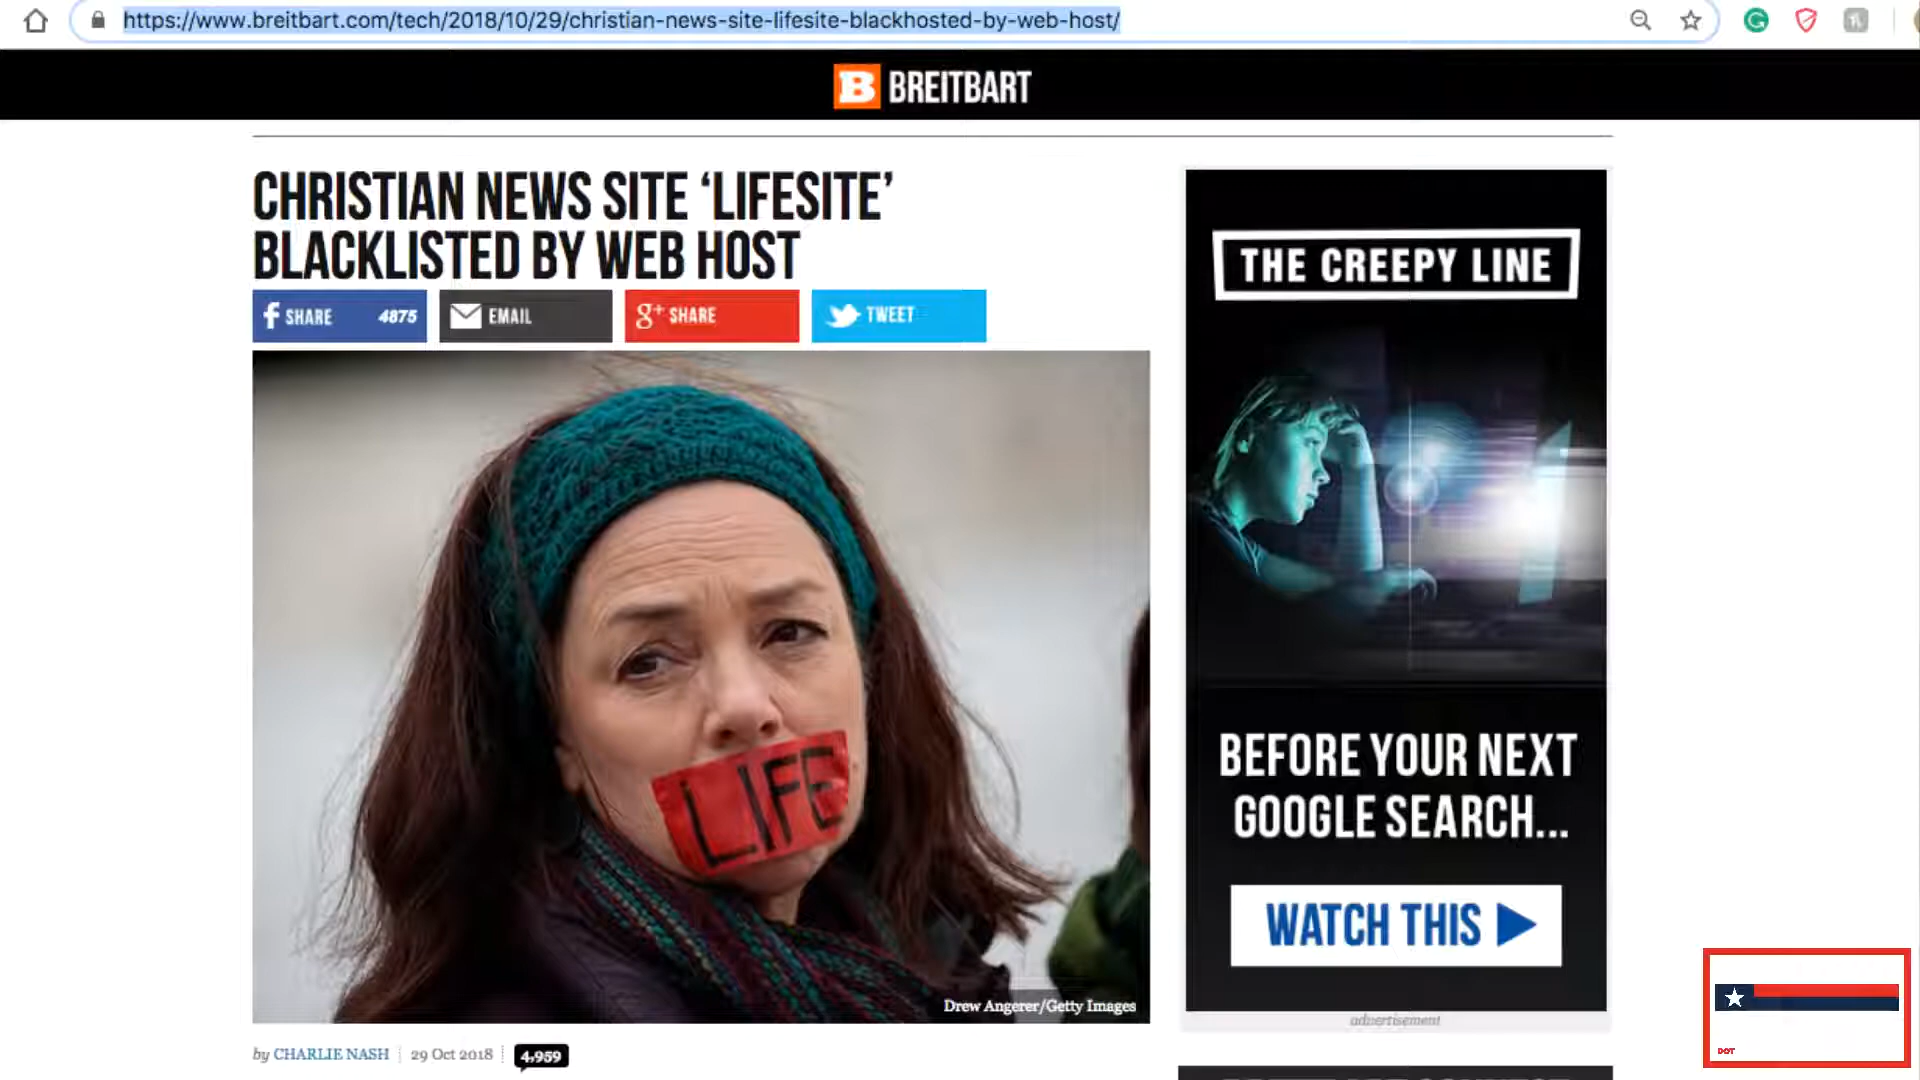 https://www.breitbart.com/tech/2018/10/29/christian-news-site-lifesite-blackhosted-by-web-host/
B BREITBART
CHRISTIAN NEWS SITE ‘LIFESITE’
BLACKLISTED BY WEB HOST
f SHARE 4875
EMAIL
g+ SHARE
TWEET
LIFE
Drew Angerer/Getty Images
by CHARLIE NASH 29 Oct 2018 4,959
THE CREEPY LINE
BEFORE YOUR NEXT
GOOGLE SEARCH...
WATCH THIS
advertisement
DOT